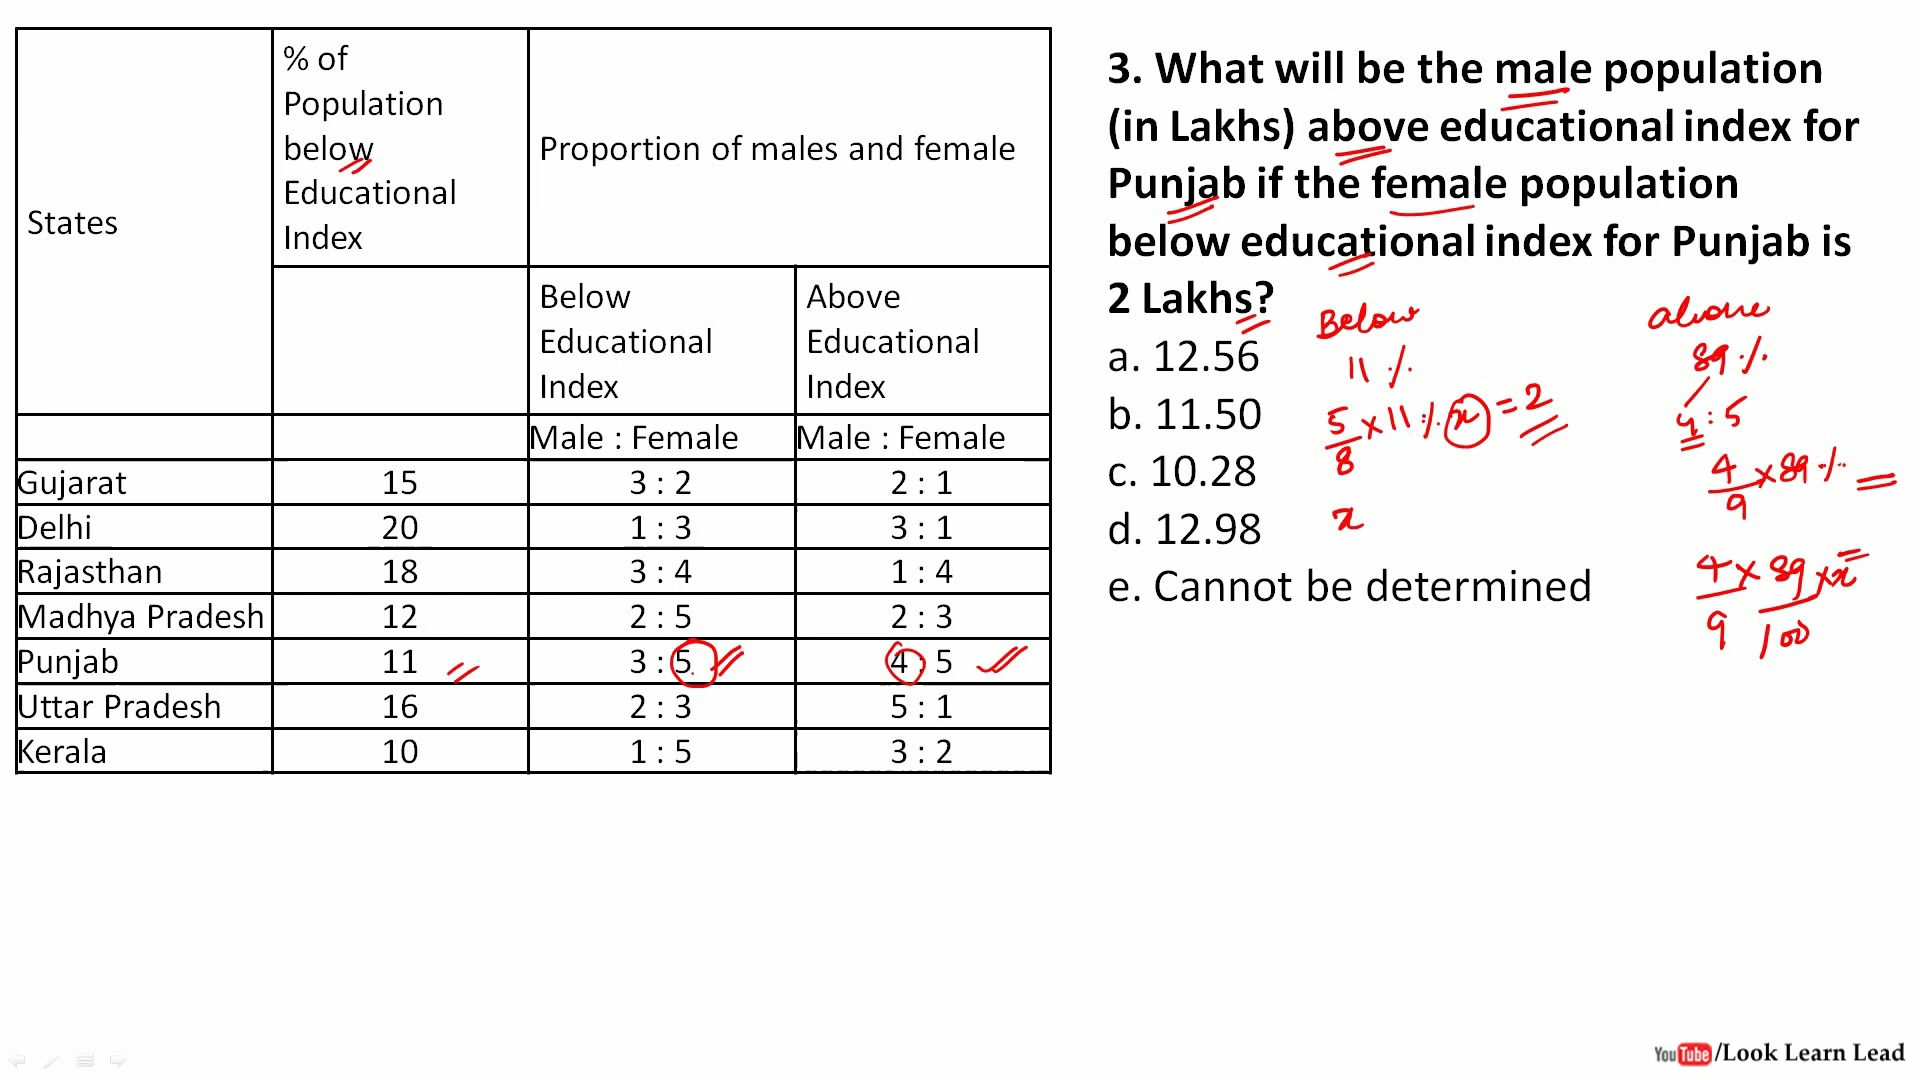 States
% of
Population
below
Educational
Index
Proportion of males and female
Below
Educational
Index
Above
Educational
Index
Male : Female
Male : Female
Gujarat 15 3 : 2 2 : 1
Delhi 20 1 : 3 3 : 1
Rajasthan 18 3 : 4 1 : 4
Madhya Pradesh 12 2 : 5 2 : 3
Punjab 11 3 : 5 4 : 5
Uttar Pradesh 16 2 : 3 5 : 1
Kerala 10 1 : 5 3 : 2
3. What will be the male population
(in Lakhs) above educational index for
Punjab if the female population
below educational index for Punjab is
2 Lakhs?
a. 12.56
b. 11.50
c. 10.28
d. 12.98
e. Cannot be determined
Below
11 %
5/8 × 11 % x = 2
x
above
89 %
4 : 5
4/9 × 89 % =
4/9 × 89/100 × x =
YouTube/Look Learn Lead